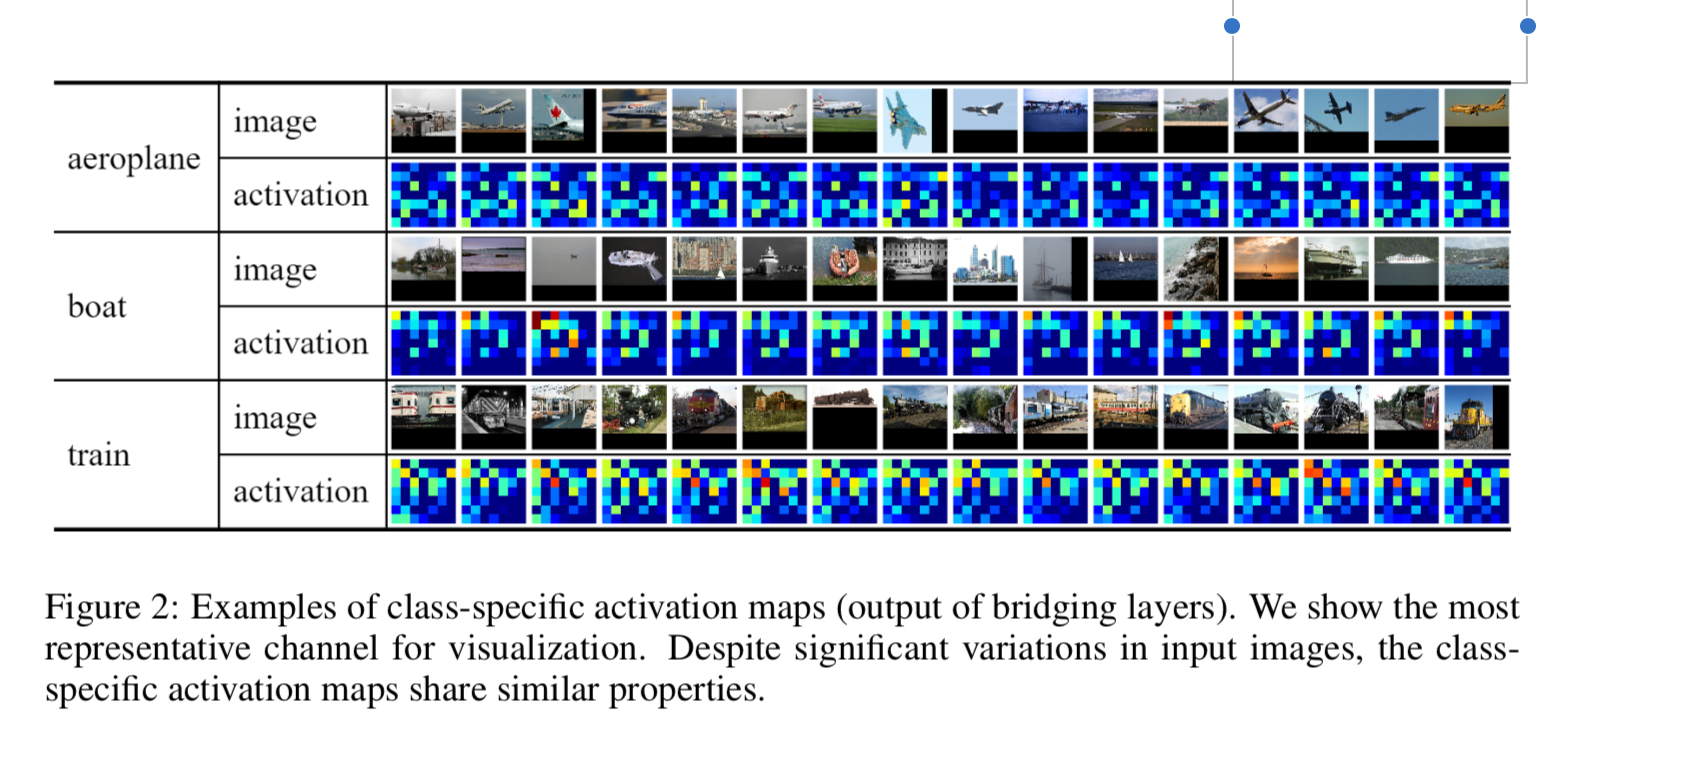 aeroplane
image
activation
boat
image
activation
train
image
activation
Figure 2: Examples of class-specific activation maps (output of bridging layers). We show the most
representative channel for visualization. Despite significant variations in input images, the class-
specific activation maps share similar properties.